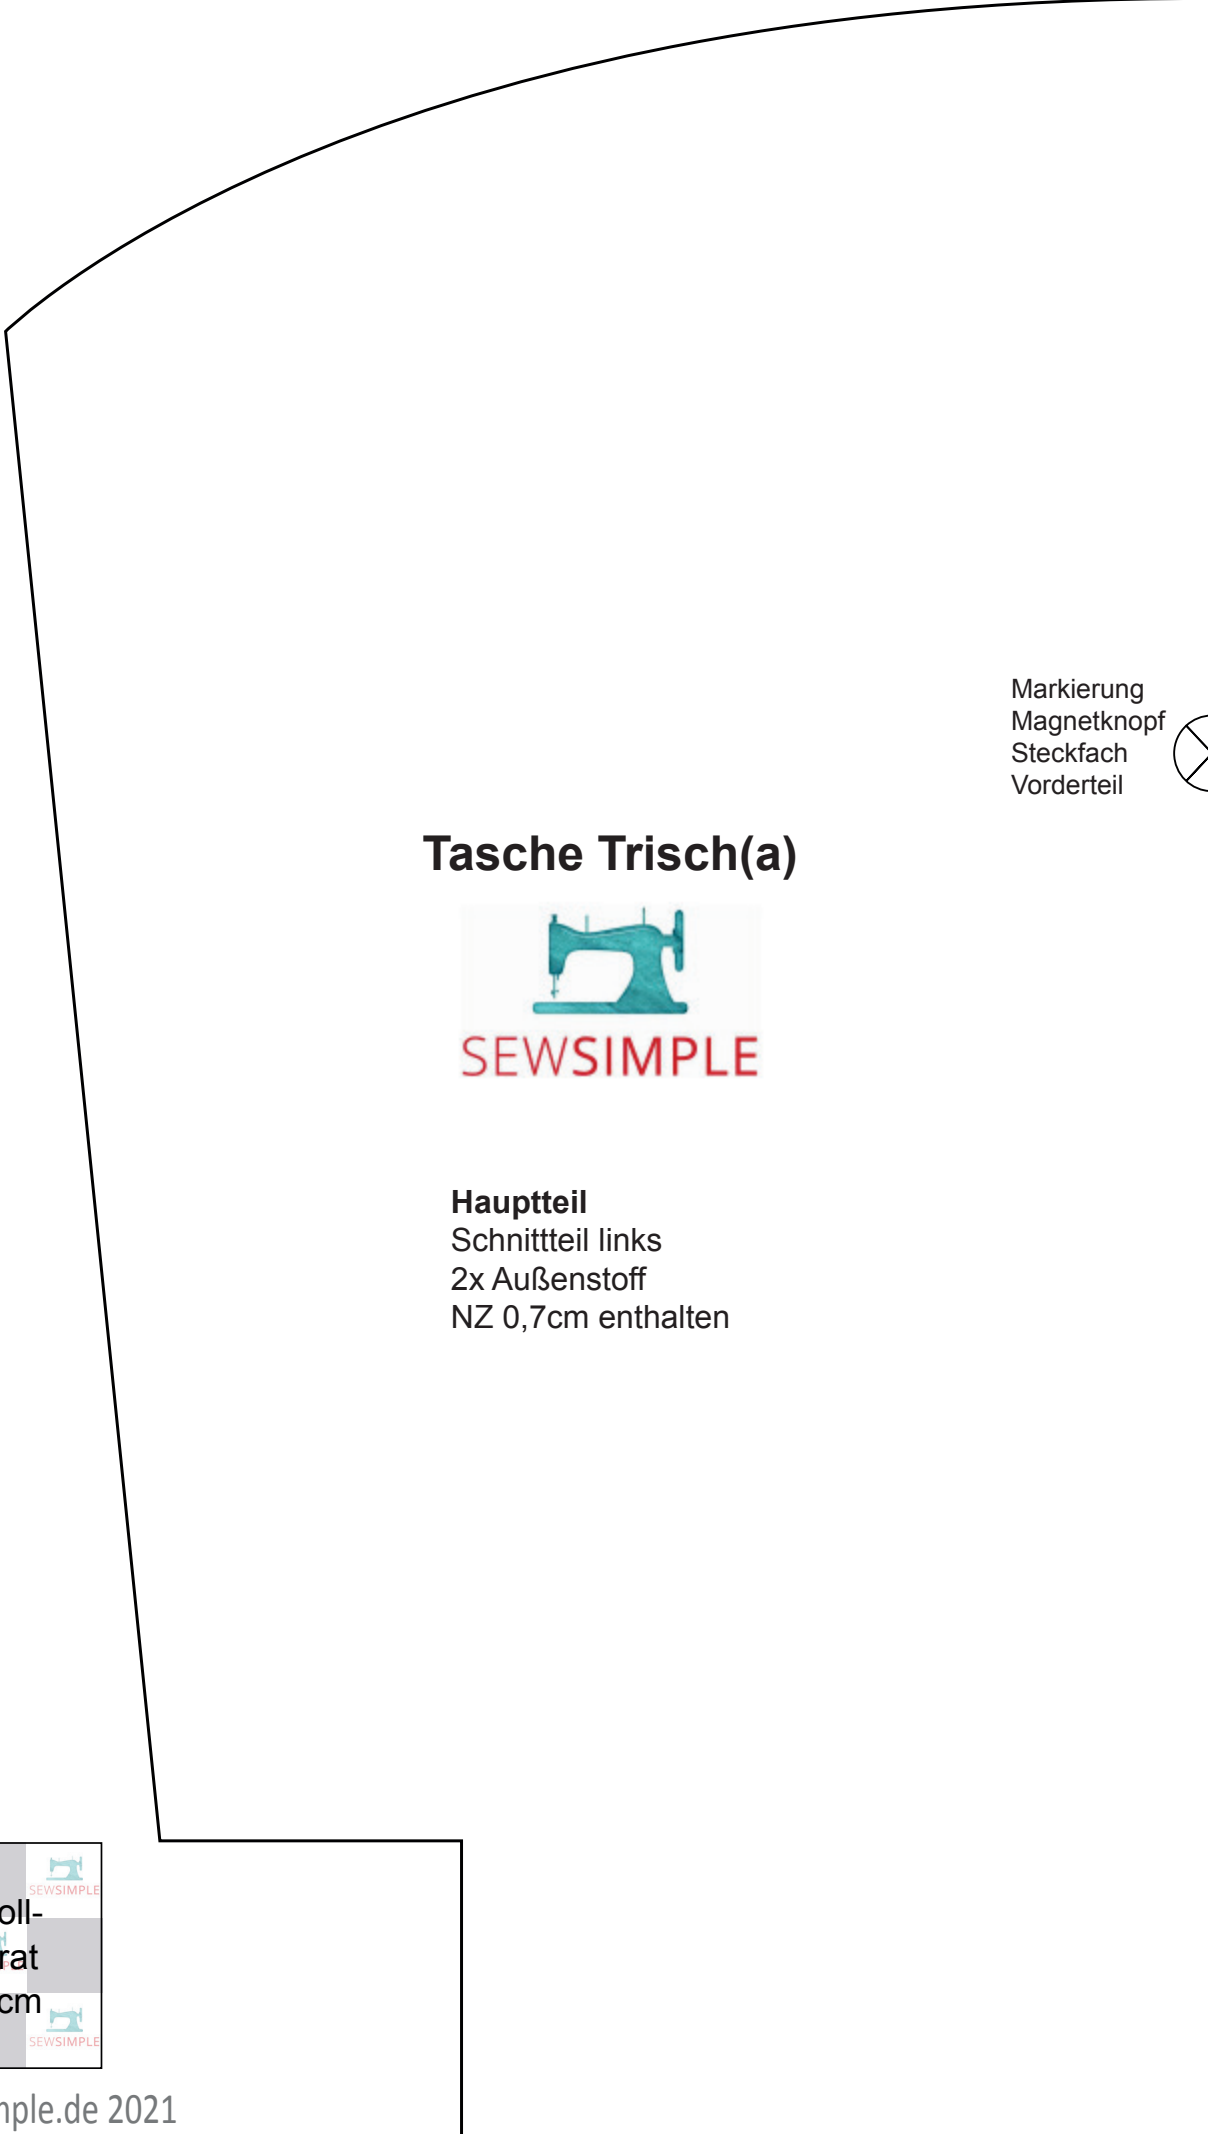 Markierung
Magnetknopf
Steckfach
Vorderteil
Tasche Trisch(a)
SEWSIMPLE
Hauptteil
Schnittteil links
2x Außenstoff
NZ 0,7cm enthalten
SEWSIMPLE
oll-
rat
cm
SEWSIMPLE
mple.de 2021